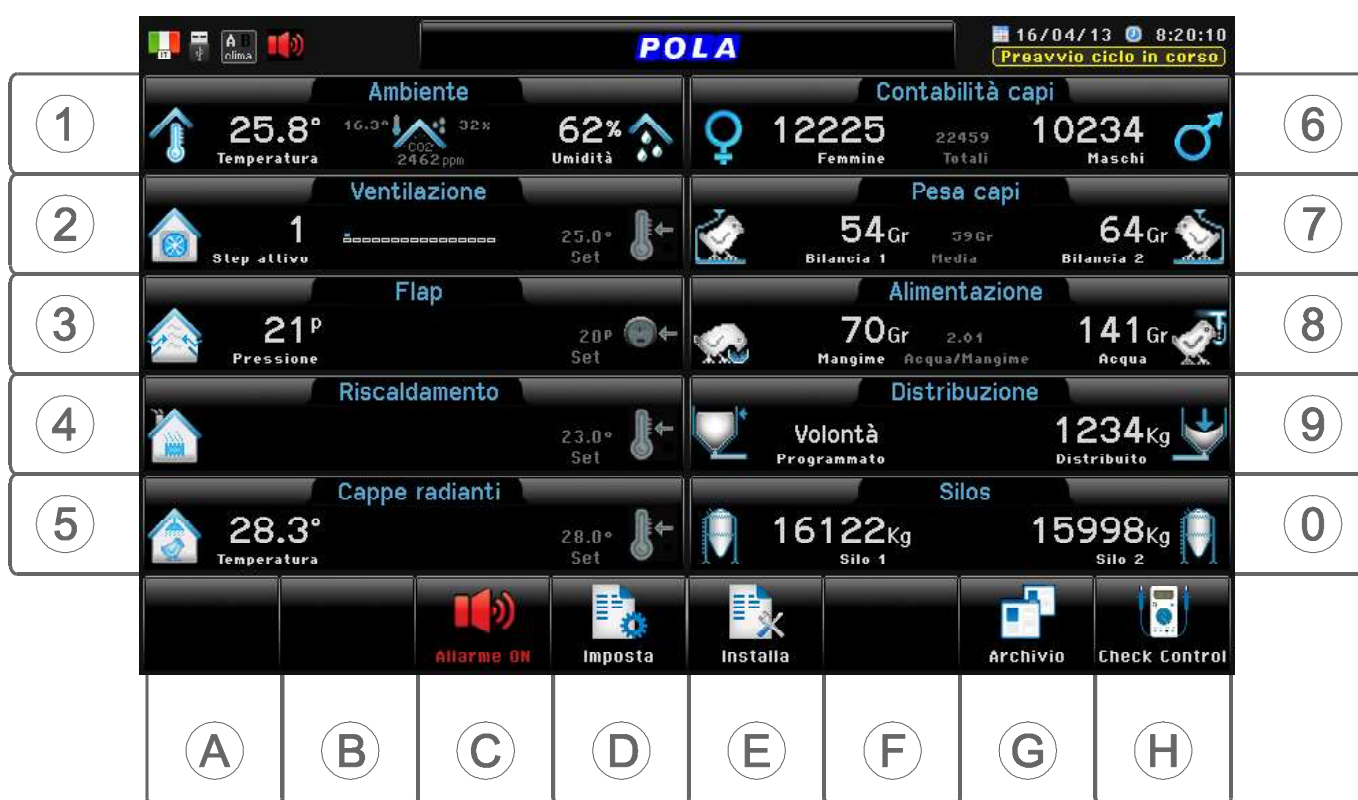 IT
A B
clima
POLA
16/04/13 8:20:10
Preavvio ciclo in corso
1
Ambiente
25.8°
Temperatura
16.3° 32%
CO2
2462 ppm
62%
Umidità
6
Contabilità capi
12225
Femmine
22459
Totali
10234
Maschi
2
Ventilazione
1
Step attivo
25.0°
Set
7
Pesa capi
54Gr
Bilancia 1
59Gr
Media
64Gr
Bilancia 2
3
Flap
21P
Pressione
20P
Set
8
Alimentazione
70Gr
Mangime
2.01
Acqua/Mangime
141Gr
Acqua
4
Riscaldamento
23.0°
Set
9
Distribuzione
Volontà
Programmato
1234Kg
Distribuito
5
Cappe radianti
28.3°
Temperatura
28.0°
Set
0
Silos
16122Kg
Silo 1
15998Kg
Silo 2
Allarme ON
Imposta
Installa
Archivio
Check Control
A B C D E F G H